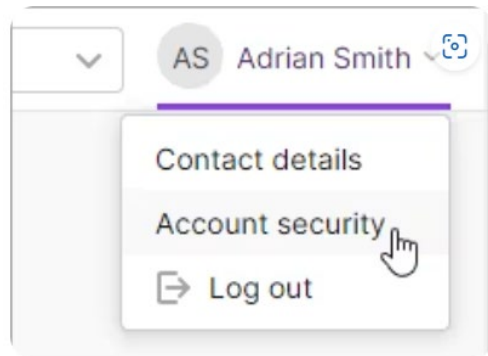 AS Adrian Smith
Contact details
Account security
Log out